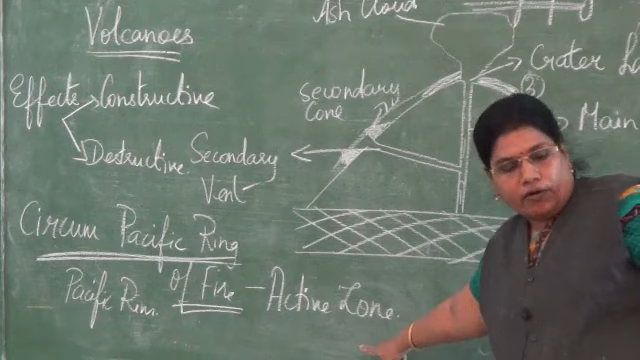 Volcanoes
Effects Constructive
Destructive.
Ash Cloud
Crater
(3)
Secondary
Cone
Main
Secondary
Vent
Circum Pacific Ring
of Fire - Active Zone.
Pacific Rim.